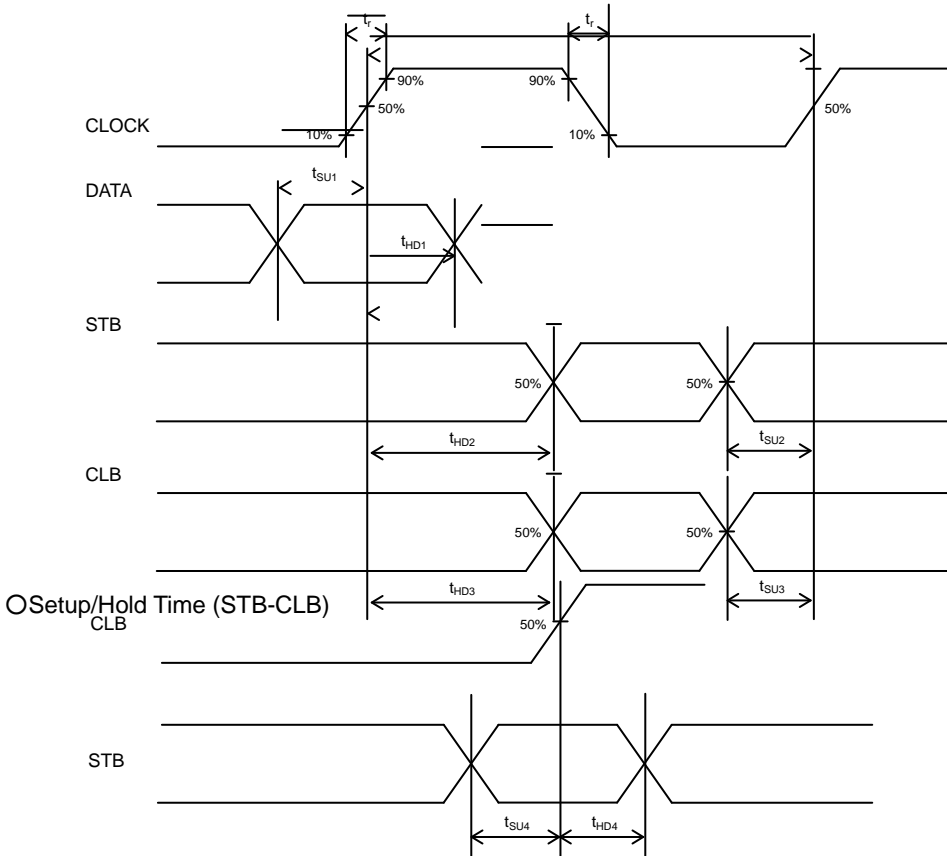 tr tr
90% 90%
50% 50%
CLOCK
10% 10%
tSU1
DATA
tHD1
STB
50% 50%
tHD2 tSU2
CLB
50% 50%
tHD3 tSU3
○Setup/Hold Time (STB-CLB)
CLB
50%
STB
tSU4 tHD4